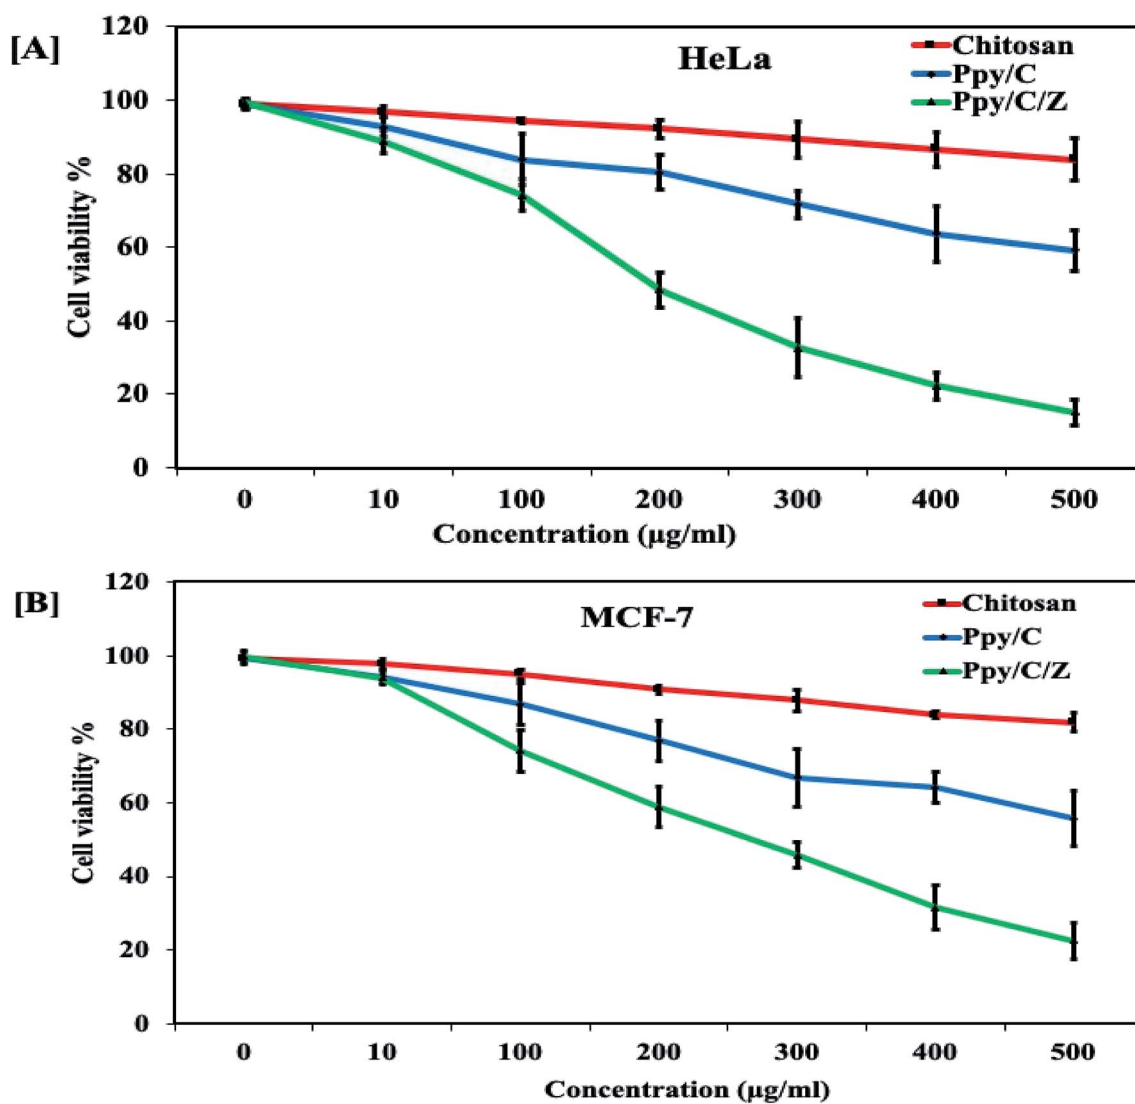 [A]
HeLa
Chitosan
Ppy/C
Ppy/C/Z
Cell viability %
120
100
80
60
40
20
0
0 10 100 200 300 400 500
Concentration (µg/ml)
[B]
MCF-7
Chitosan
Ppy/C
Ppy/C/Z
Cell viability %
120
100
80
60
40
20
0
0 10 100 200 300 400 500
Concentration (µg/ml)